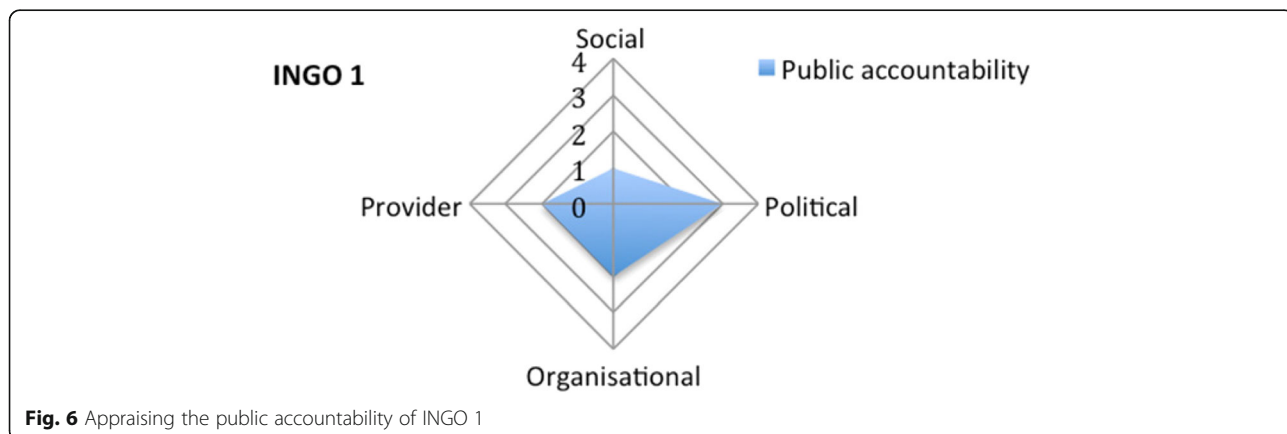 Social
INGO 1
Public accountability
4
3
2
1
0
Provider
Political
Organisational
Fig. 6 Appraising the public accountability of INGO 1